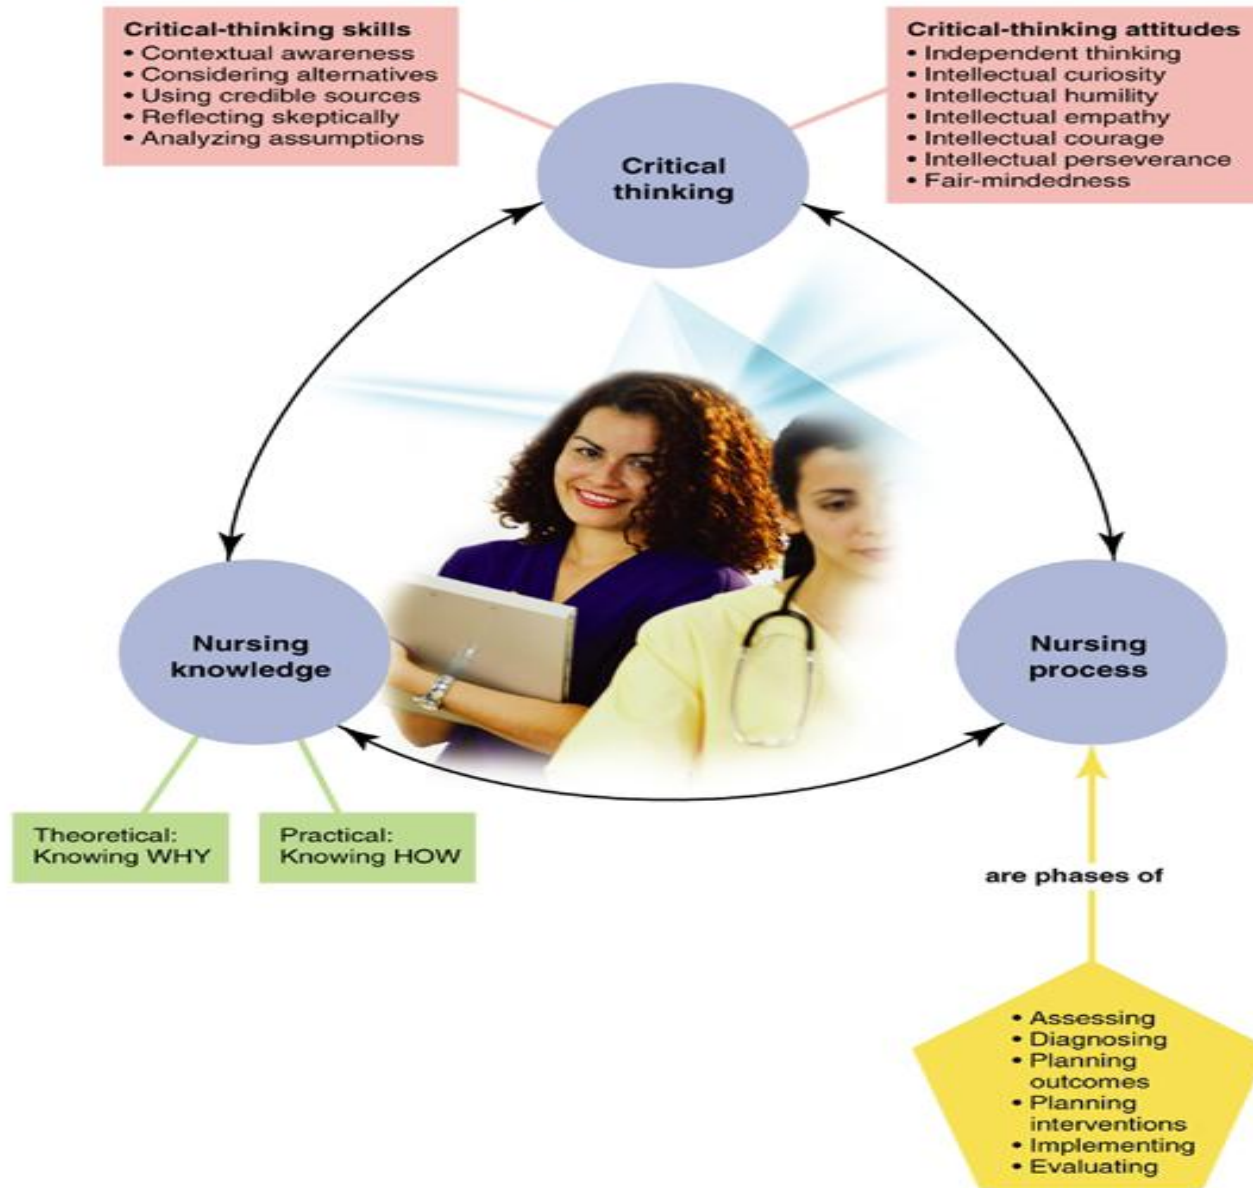 Critical-thinking skills
• Contextual awareness
• Considering alternatives
• Using credible sources
• Reflecting skeptically
• Analyzing assumptions
Critical-thinking attitudes
• Independent thinking
• Intellectual curiosity
• Intellectual humility
• Intellectual empathy
• Intellectual courage
• Intellectual perseverance
• Fair-mindedness
Critical
thinking
Nursing
knowledge
Nursing
process
Theoretical:
Knowing WHY
Practical:
Knowing HOW
are phases of
• Assessing
• Diagnosing
• Planning
outcomes
• Planning
interventions
• Implementing
• Evaluating